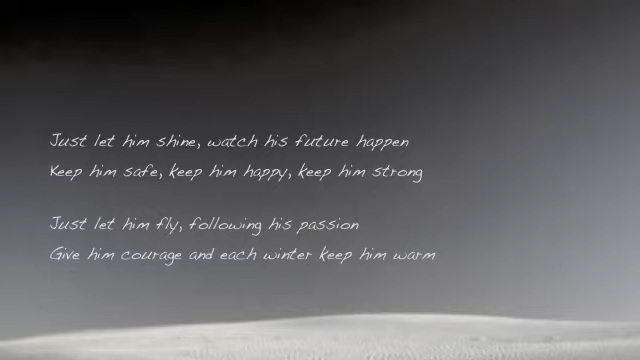 Just let him shine, watch his future happen
Keep him safe, keep him happy, keep him strong
Just let him fly, following his passion
Give him courage and each winter keep him warm